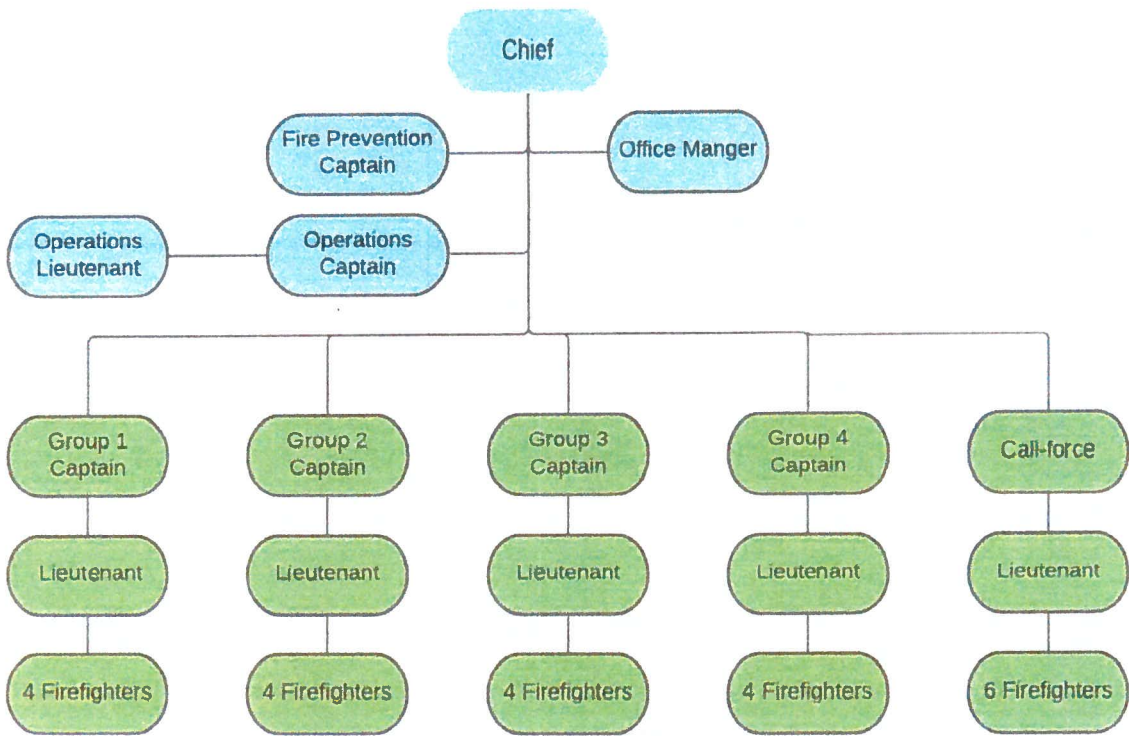 Chief
Fire Prevention
Captain
Office Manger
Operations
Lieutenant
Operations
Captain
Group 1
Captain
Group 2
Captain
Group 3
Captain
Group 4
Captain
Call-force
Lieutenant
Lieutenant
Lieutenant
Lieutenant
Lieutenant
4 Firefighters
4 Firefighters
4 Firefighters
4 Firefighters
6 Firefighters